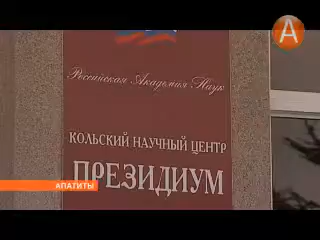 А
Российская Академия Наук
КОЛЬСКИЙ НАУЧНЫЙ ЦЕНТР
ПРЕЗИДИУМ
АПАТИТЫ